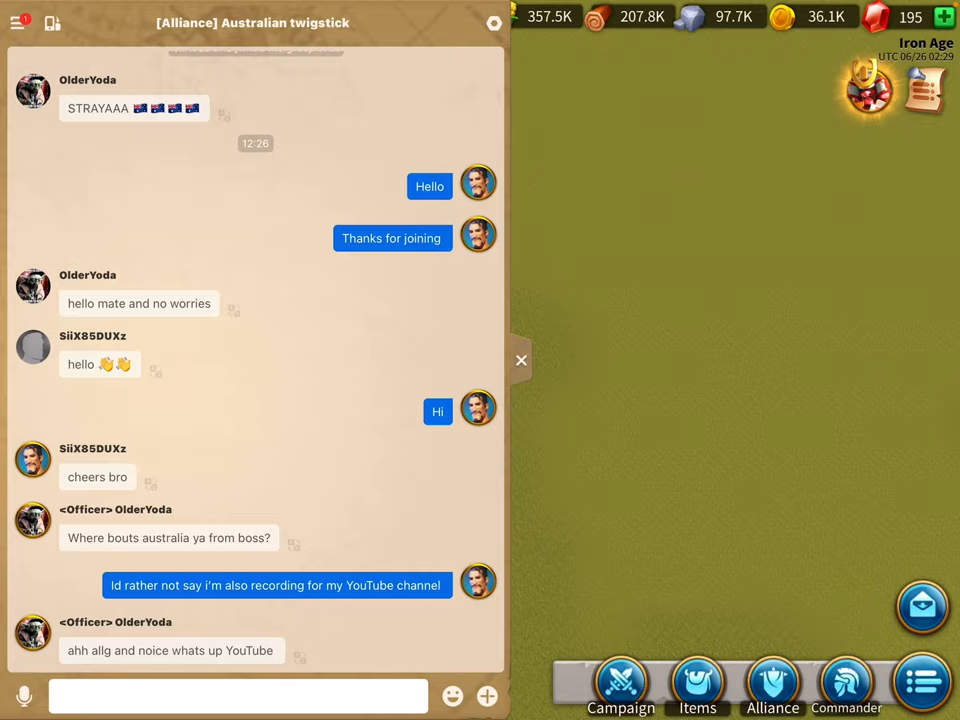 [Alliance] Australian twigstick
1
357.5K
207.8K
97.7K
36.1K
195
Iron Age
UTC 06/26 02:29
OlderYoda
STRAYAAA 🇦🇺 🇦🇺 🇦🇺 🇦🇺
12:26
Hello
Thanks for joining
OlderYoda
hello mate and no worries
SiiX85DUXz
hello 👋👋
Hi
SiiX85DUXz
cheers bro
<Officer> OlderYoda
Where bouts australia ya from boss?
Id rather not say i'm also recording for my YouTube channel
<Officer> OlderYoda
ahh allg and noice whats up YouTube
Campaign
Items
Alliance
Commander